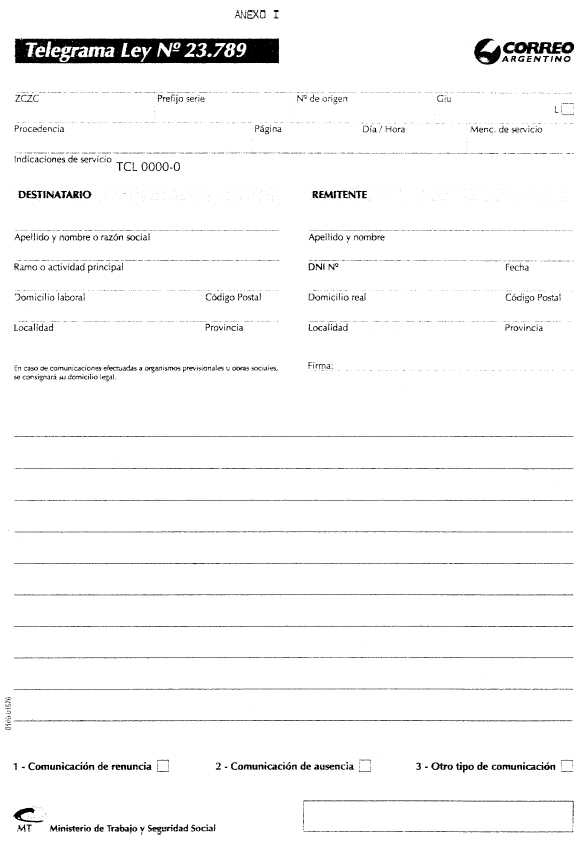 ANEXO I
Telegrama Ley Nº 23.789
CORREO
ARGENTINO
ZCZC Prefijo serie Nº de origen Giu
L
Procedencia Página Día / Hora Menc. de servicio
Indicaciones de servicio TCL 0000-0
DESTINATARIO REMITENTE
Apellido y nombre o razón social Apellido y nombre
Ramo o actividad principal DNI Nº Fecha
Domicilio laboral Código Postal Domicilio real Código Postal
Localidad Provincia Localidad Provincia
En caso de comunicaciones efectuadas a organismos previsionales u obras sociales, Firma:
se consignará su domicilio legal.
1 - Comunicación de renuncia 2 - Comunicación de ausencia 3 - Otro tipo de comunicación
MT Ministerio de Trabajo y Seguridad Social